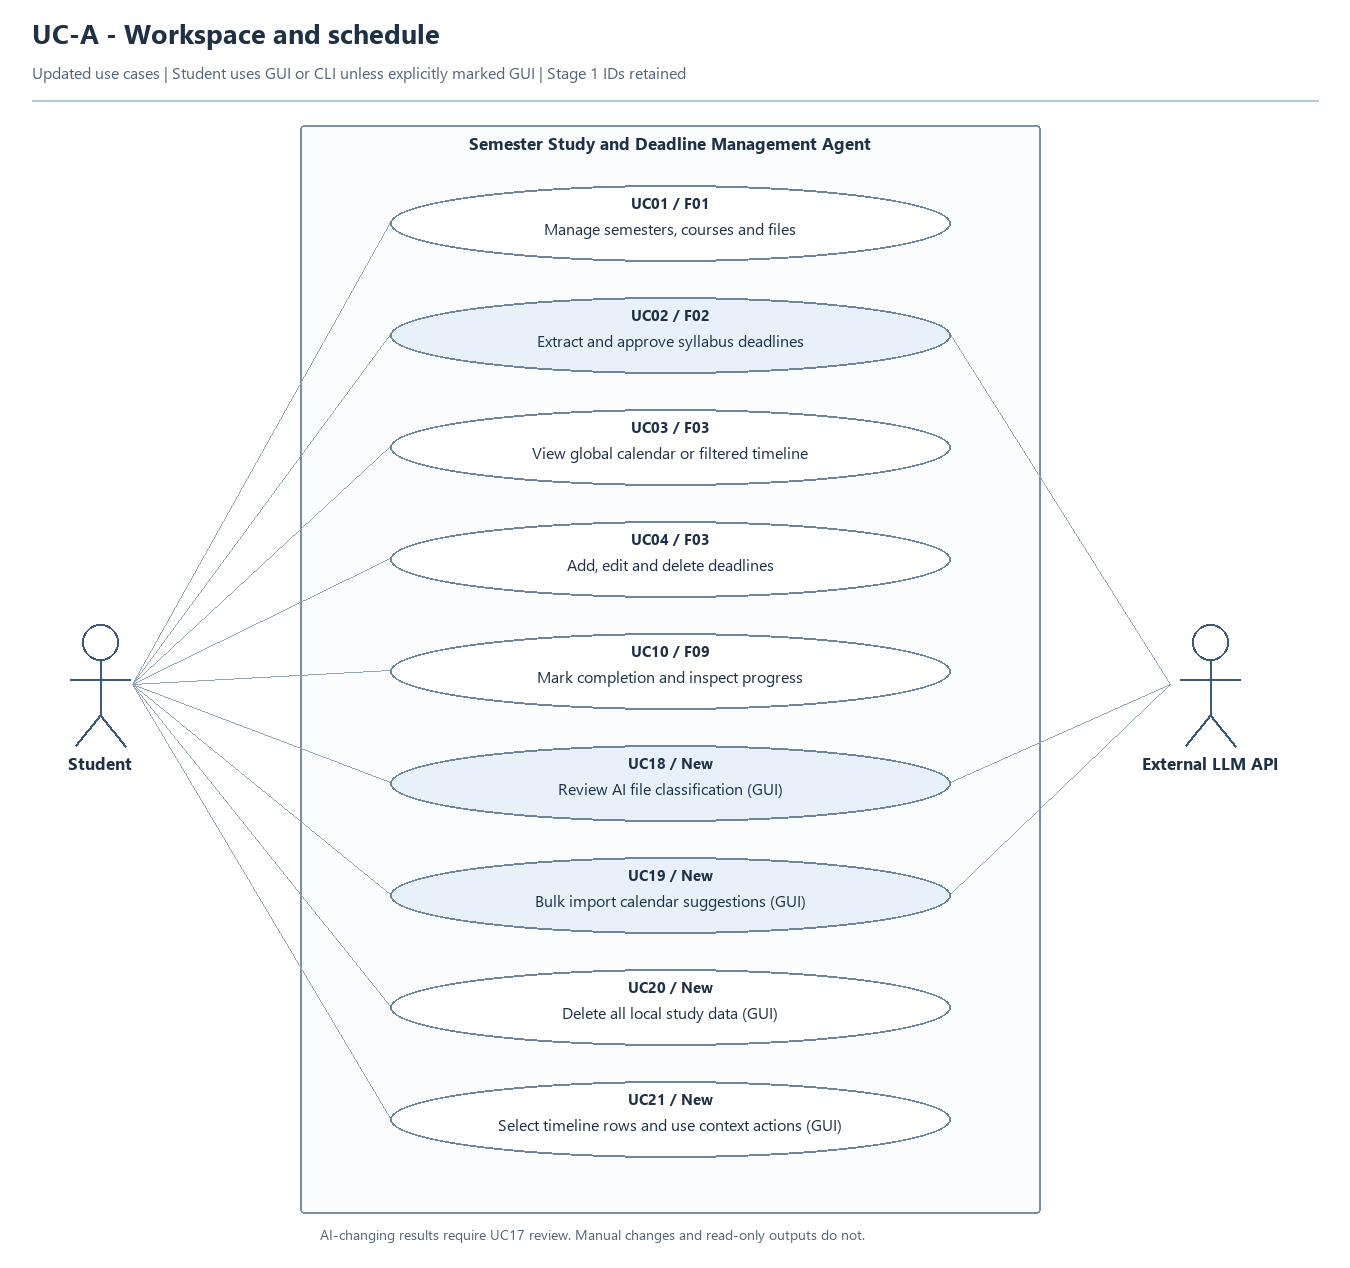 UC-A - Workspace and schedule
Updated use cases | Student uses GUI or CLI unless explicitly marked GUI | Stage 1 IDs retained
Semester Study and Deadline Management Agent
UC01 / F01
Manage semesters, courses and files
UC02 / F02
Extract and approve syllabus deadlines
UC03 / F03
View global calendar or filtered timeline
UC04 / F03
Add, edit and delete deadlines
UC10 / F09
Mark completion and inspect progress
UC18 / New
Review AI file classification (GUI)
UC19 / New
Bulk import calendar suggestions (GUI)
UC20 / New
Delete all local study data (GUI)
UC21 / New
Select timeline rows and use context actions (GUI)
Student
External LLM API
AI-changing results require UC17 review. Manual changes and read-only outputs do not.